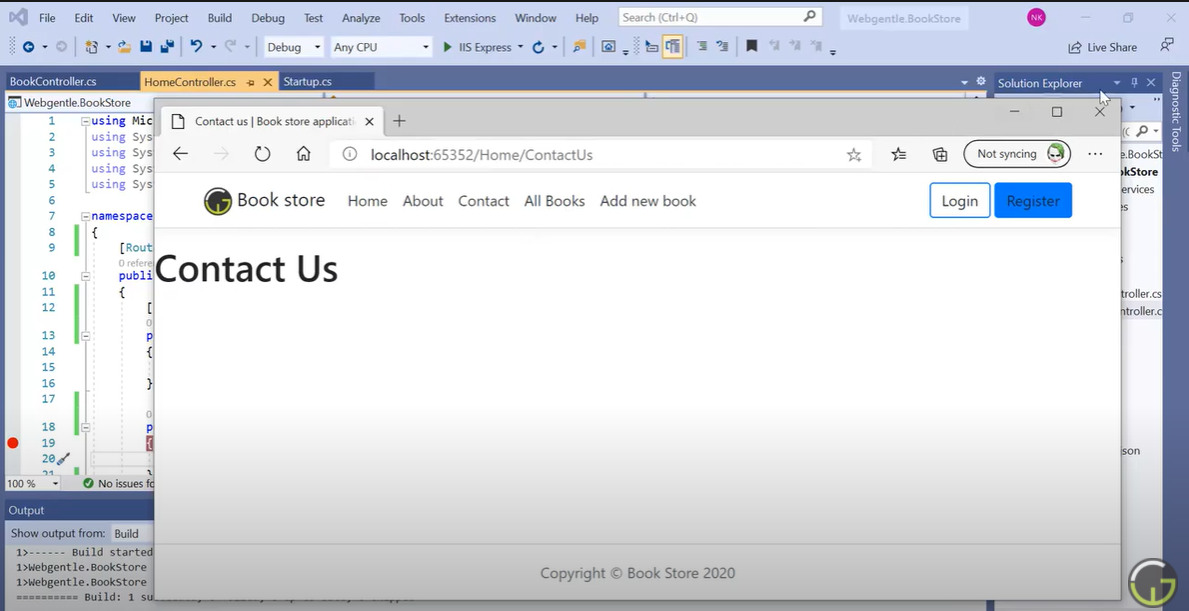 File Edit View Project Build Debug Test Analyze Tools Extensions Window Help Search (Ctrl+Q) Webgentle.BookStore NK
Debug Any CPU IIS Express Live Share
BookController.cs HomeController.cs Startup.cs Solution Explorer
Webgentle.BookStore
Diagnostic Tools
Contact us | Book store applicati
localhost:65352/Home/ContactUs Not syncing
Book store Home About Contact All Books Add new book Login Register
Contact Us
Copyright © Book Store 2020
1 using Mic
2 using Sys
3 using Sys
4 using Sys
5 using Sys
6
7 namespace
8 {
9 [Rout
0 refere
10 publi
11 {
12 [
0
13 p
14 {
15
16 }
17
0
18 p
19 {
20
21 }
100 % No issues fo
Output
Show output from: Build
1>------ Build started
1>Webgentle.BookStore
1>Webgentle.BookStore
========== Build: 1
e.BookSt
kStore
ervices
es
s
troller.cs
ntroller.c
son